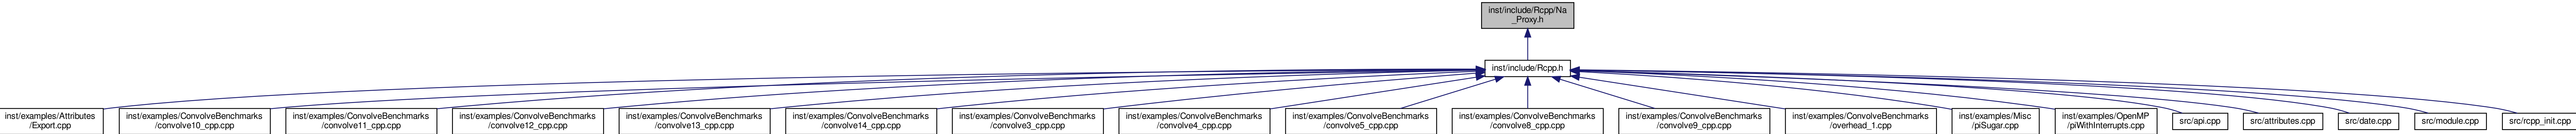 inst/include/Rcpp/Na
_Proxy.h
inst/include/Rcpp.h
inst/examples/Attributes
/Export.cpp
inst/examples/ConvolveBenchmarks
/convolve10_cpp.cpp
inst/examples/ConvolveBenchmarks
/convolve11_cpp.cpp
inst/examples/ConvolveBenchmarks
/convolve12_cpp.cpp
inst/examples/ConvolveBenchmarks
/convolve13_cpp.cpp
inst/examples/ConvolveBenchmarks
/convolve14_cpp.cpp
inst/examples/ConvolveBenchmarks
/convolve3_cpp.cpp
inst/examples/ConvolveBenchmarks
/convolve4_cpp.cpp
inst/examples/ConvolveBenchmarks
/convolve5_cpp.cpp
inst/examples/ConvolveBenchmarks
/convolve8_cpp.cpp
inst/examples/ConvolveBenchmarks
/convolve9_cpp.cpp
inst/examples/ConvolveBenchmarks
/overhead_1.cpp
inst/examples/Misc
/piSugar.cpp
inst/examples/OpenMP
/piWithInterrupts.cpp
src/api.cpp
src/attributes.cpp
src/date.cpp
src/module.cpp
src/rcpp_init.cpp